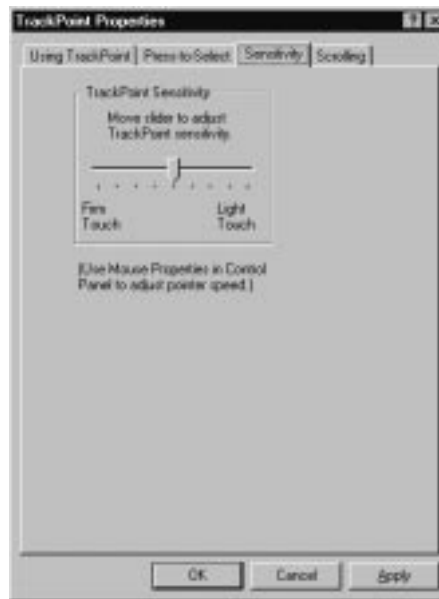 TrackPoint Properties
Using TrackPoint Press-to-Select Sensitivity Scrolling
TrackPoint Sensitivity
Move slider to adjust
TrackPoint sensitivity.
Firm Touch
Light Touch
(Use Mouse Properties in Control
Panel to adjust pointer speed.)
OK Cancel Apply